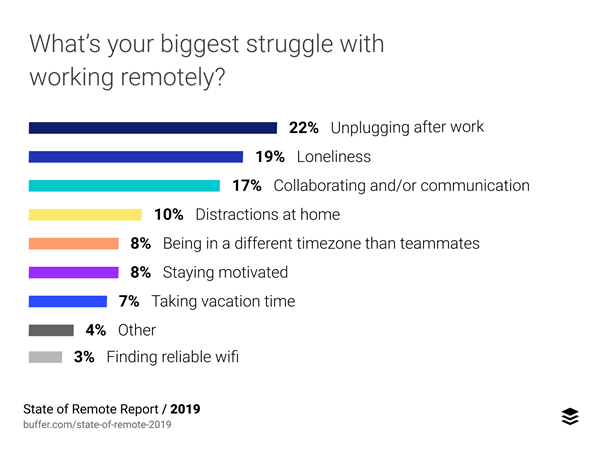 What's your biggest struggle with
working remotely?
22% Unplugging after work
19% Loneliness
17% Collaborating and/or communication
10% Distractions at home
8% Being in a different timezone than teammates
8% Staying motivated
7% Taking vacation time
4% Other
3% Finding reliable wifi
State of Remote Report / 2019
buffer.com/state-of-remote-2019